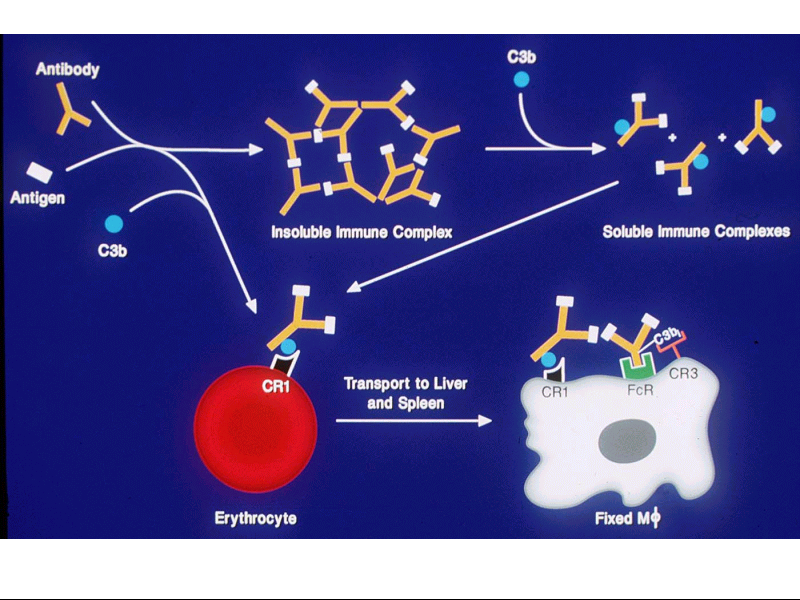 Antibody
Antigen
C3b
Insoluble Immune Complex
C3b
+
+
Soluble Immune Complexes
CR1
Erythrocyte
Transport to Liver
and Spleen
CR1
FcR
C3bi
CR3
Fixed Mϕ